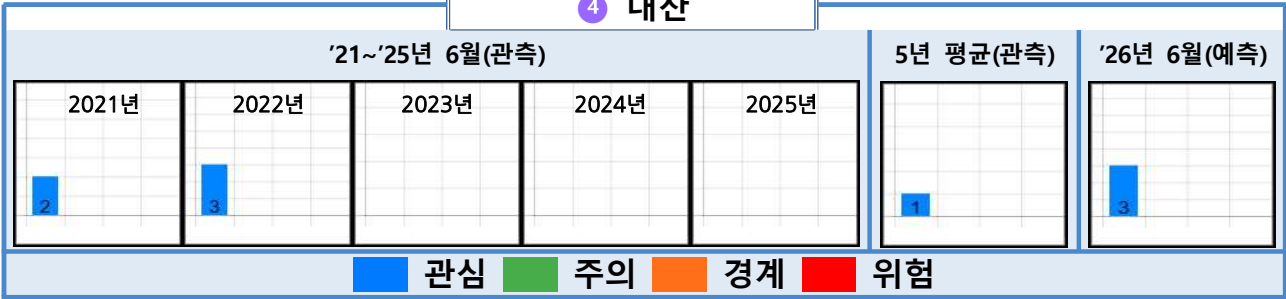 4 대산
'21~'25년 6월(관측)
5년 평균(관측)
'26년 6월(예측)
2021년 2022년 2023년 2024년 2025년
2 3 1 3
관심 주의 경계 위험